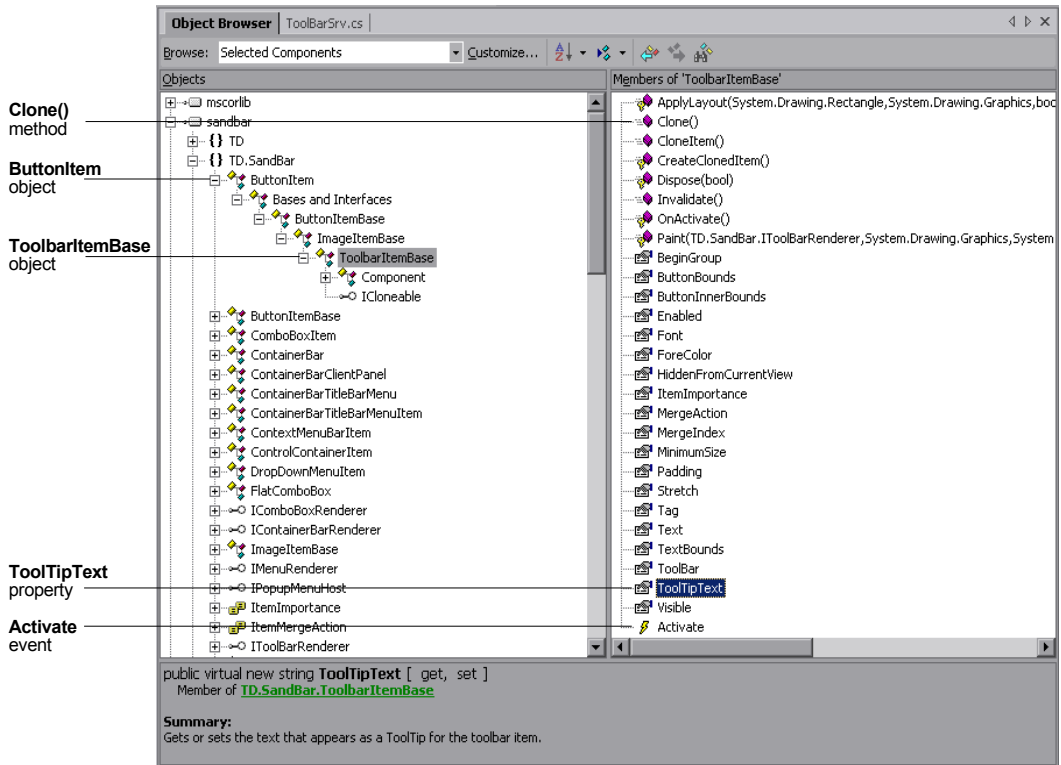 Object Browser
ToolBarSrv.cs
Browse: Selected Components
Customize...
Objects
Members of 'ToolbarItemBase'
Clone()
method
ButtonItem
object
ToolbarItemBase
object
ToolTipText
property
Activate
event
mscorlib
sandbar
{} TD
{} TD.SandBar
ButtonItem
Bases and Interfaces
ButtonItemBase
ImageItemBase
ToolbarItemBase
Component
ICloneable
ButtonItemBase
ComboBoxItem
ContainerBar
ContainerBarClientPanel
ContainerBarTitleBarMenu
ContainerBarTitleBarMenuItem
ContextMenuBarItem
ControlContainerItem
DropDownMenuItem
FlatComboBox
IComboBoxRenderer
IContainerBarRenderer
ImageItemBase
IMenuRenderer
IPopupMenuHost
ItemImportance
ItemMergeAction
IToolBarRenderer
ApplyLayout(System.Drawing.Rectangle,System.Drawing.Graphics,boo
Clone()
CloneItem()
CreateClonedItem()
Dispose(bool)
Invalidate()
OnActivate()
Paint(TD.SandBar.IToolBarRenderer,System.Drawing.Graphics,System
BeginGroup
ButtonBounds
ButtonInnerBounds
Enabled
Font
ForeColor
HiddenFromCurrentView
ItemImportance
MergeAction
MergeIndex
MinimumSize
Padding
Stretch
Tag
Text
TextBounds
ToolBar
ToolTipText
Visible
Activate
public virtual new string ToolTipText [ get, set ]
Member of TD.SandBar.ToolbarItemBase
Summary:
Gets or sets the text that appears as a ToolTip for the toolbar item.